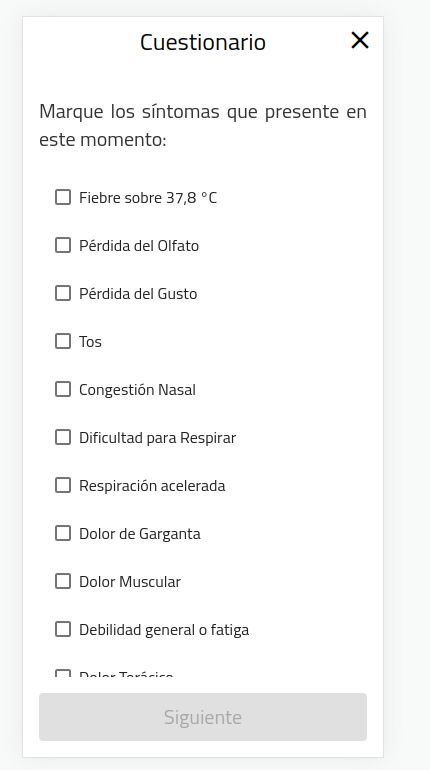 Cuestionario
Marque los síntomas que presente en
este momento:
Fiebre sobre 37,8 °C
Pérdida del Olfato
Pérdida del Gusto
Tos
Congestión Nasal
Dificultad para Respirar
Respiración acelerada
Dolor de Garganta
Dolor Muscular
Debilidad general o fatiga
Dolor Torácico
Siguiente